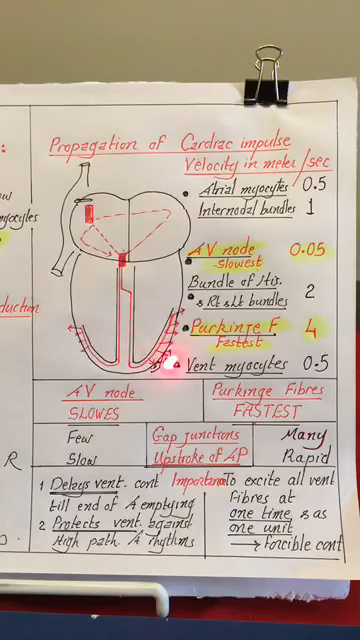 Propagation of Cardiac impulse
Velocity in meter/sec
Atrial myocytes 0.5
Internodal bundles 1
AV node 0.05
Slowest
Bundle of His 2
& Rt & Lt bundles
Purkinje F 4
Fastest
Vent myocytes 0.5
myocytes
duction
R
AV node
SLOWES
Purkinge Fibres
FASTEST
Few
Gap junctions
Many
Slow
Upstroke of AP
Rapid
Importance
1 Delays vent. cont
till end of A emptying
2 Protects vent. against
High path A rhythms
To excite all vent
Fibres at
one time & as
one unit
→ forcible cont